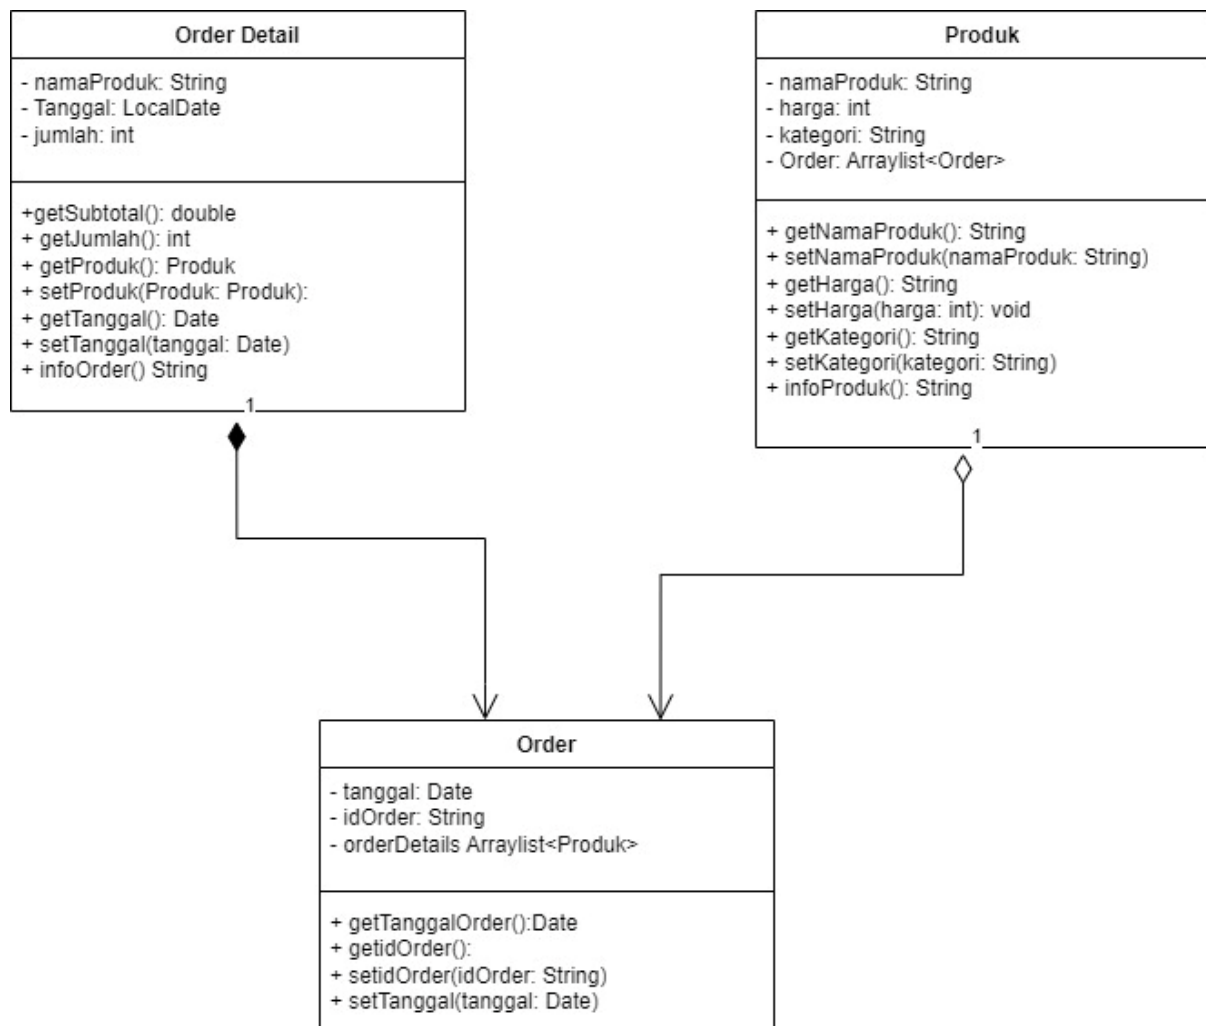 Order Detail
- namaProduk: String
- Tanggal: LocalDate
- jumlah: int
+getSubtotal(): double
+ getJumlah(): int
+ getProduk(): Produk
+ setProduk(Produk: Produk):
+ getTanggal(): Date
+ setTanggal(tanggal: Date)
+ infoOrder() String
1
Produk
- namaProduk: String
- harga: int
- kategori: String
- Order: Arraylist<Order>
+ getNamaProduk(): String
+ setNamaProduk(namaProduk: String)
+ getHarga(): String
+ setHarga(harga: int): void
+ getKategori(): String
+ setKategori(kategori: String)
+ infoProduk(): String
1
Order
- tanggal: Date
- idOrder: String
- orderDetails Arraylist<Produk>
+ getTanggalOrder():Date
+ getidOrder():
+ setidOrder(idOrder: String)
+ setTanggal(tanggal: Date)